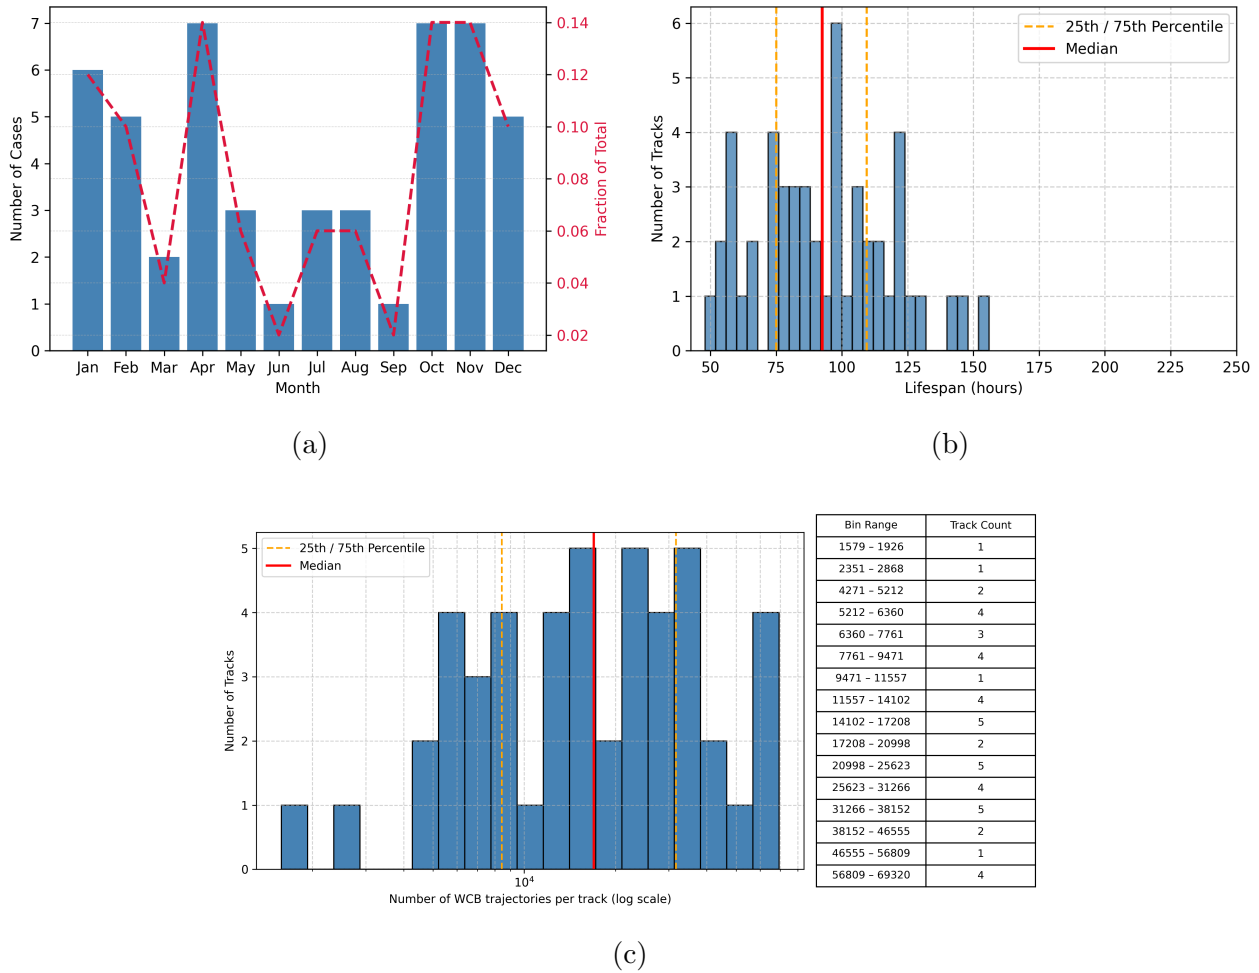 7
6
5
4
3
2
1
0
Number of Cases
Jan Feb Mar Apr May Jun Jul Aug Sep Oct Nov Dec
Month
0.14
0.12
0.10
0.08
0.06
0.04
0.02
Fraction of Total
(a)
6
5
4
3
2
1
0
Number of Tracks
25th / 75th Percentile
Median
50 75 100 125 150 175 200 225 250
Lifespan (hours)
(b)
5
4
3
2
1
0
Number of Tracks
25th / 75th Percentile
Median
10⁴
Number of WCB trajectories per track (log scale)
Bin Range Track Count
1579 – 1926 1
2351 – 2868 1
4271 – 5212 2
5212 – 6360 4
6360 – 7761 3
7761 – 9471 4
9471 – 11557 1
11557 – 14102 4
14102 – 17208 5
17208 – 20998 2
20998 – 25623 5
25623 – 31266 4
31266 – 38152 5
38152 – 46555 2
46555 – 56809 1
56809 – 69320 4
(c)